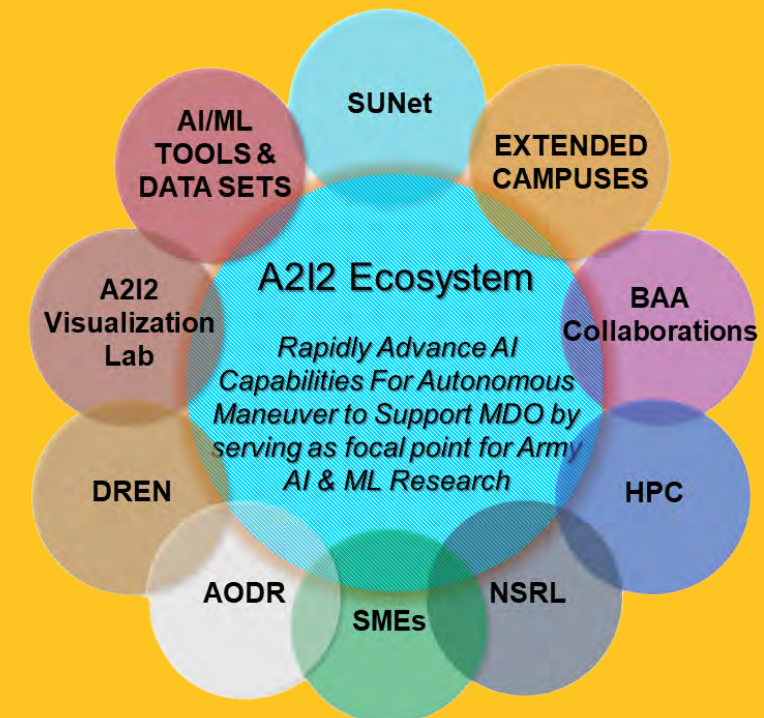 SUNet
AI/ML
TOOLS &
DATA SETS
EXTENDED
CAMPUSES
A2I2 Ecosystem
Rapidly Advance AI
Capabilities For Autonomous
Maneuver to Support MDO by
serving as focal point for Army
AI & ML Research
A2I2
Visualization
Lab
BAA
Collaborations
DREN
HPC
AODR
SMEs
NSRL